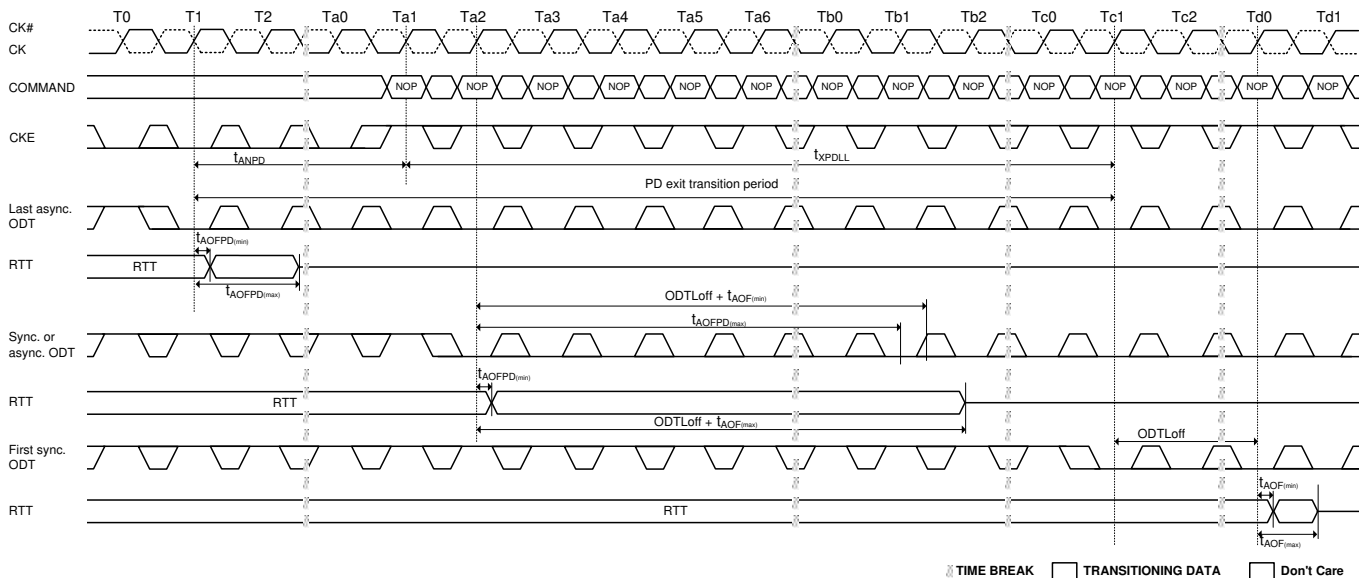 T0 T1 T2 Ta0 Ta1 Ta2 Ta3 Ta4 Ta5 Ta6 Tb0 Tb1 Tb2 Tc0 Tc1 Tc2 Td0 Td1
CK#
CK
COMMAND NOP NOP NOP NOP NOP NOP NOP NOP NOP NOP NOP NOP NOP NOP
CKE
tANPD tXPDLL
PD exit transition period
Last async.
ODT
tAOFPD(min)
RTT RTT
tAOFPD(max)
ODTLoff + tAOF(min)
tAOFPD(max)
Sync. or
async. ODT
tAOFPD(min)
RTT RTT
ODTLoff + tAOF(max)
First sync.
ODT
ODTLoff
tAOF(min)
RTT RTT
tAOF(max)
TIME BREAK TRANSITIONING DATA Don't Care